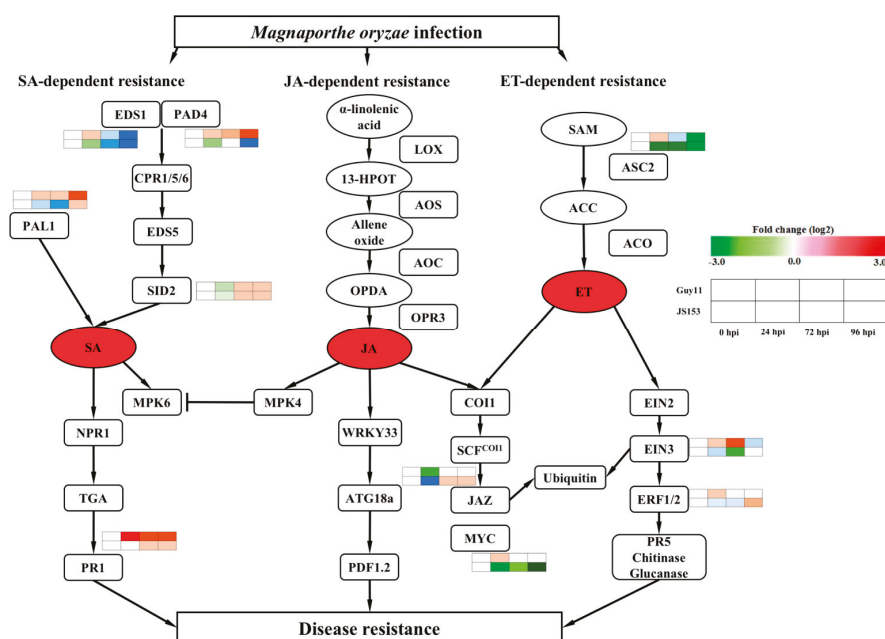 Magnaporthe oryzae infection
SA-dependent resistance
JA-dependent resistance
ET-dependent resistance
EDS1
PAD4
CPR1/5/6
PAL1
EDS5
SID2
SA
MPK6
NPR1
TGA
PR1
α-linolenic
acid
LOX
13-HPOT
AOS
Allene
oxide
AOC
OPDA
OPR3
JA
MPK4
WRKY33
ATG18a
PDF1.2
SAM
ASC2
ACC
ACO
ET
COI1
SCFCOI1
JAZ
MYC
Ubiquitin
EIN2
EIN3
ERF1/2
PR5
Chitinase
Glucanase
Disease resistance
Fold change (log2)
-3.0 0.0 3.0
Guy11
JS153
0 hpi 24 hpi 72 hpi 96 hpi